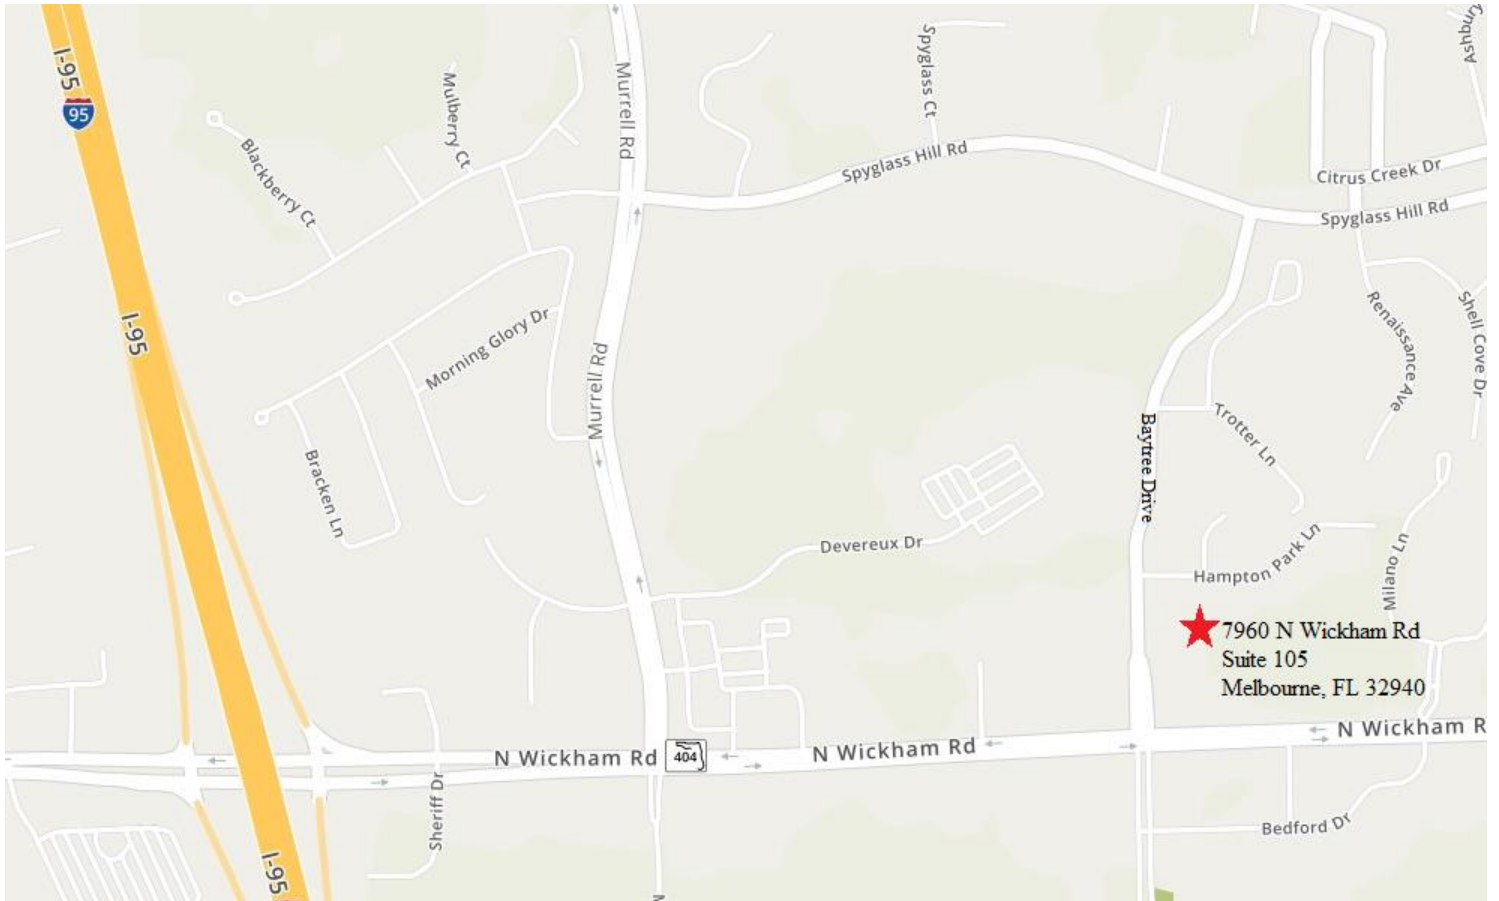 I-95
95
Mulberry Ct
Murrell Rd
Spyglass Ct
Ashbury
Blackberry Ct
Spyglass Hill Rd
Citrus Creek Dr
Spyglass Hill Rd
I-95
Morning Glory Dr
Murrell Rd
Renaissance Ave
Shell Cove Dr
Trotter Ln
Baytree Drive
Bracken Ln
Devereux Dr
Hampton Park Ln
Milano Ln
7960 N Wickham Rd
Suite 105
Melbourne, FL 32940
N Wickham Rd
404
N Wickham Rd
N Wickham R
Sheriff Dr
Bedford Dr
I-95